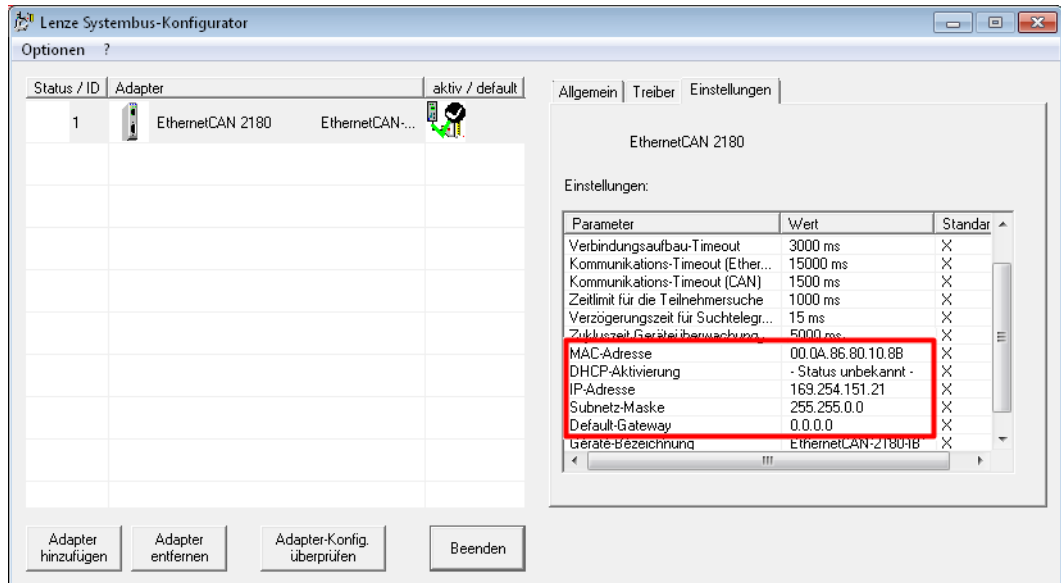 Lenze Systembus-Konfigurator
Optionen ?
Status / ID Adapter aktiv / default
1 EthernetCAN 2180 EthernetCAN-...
Allgemein Treiber Einstellungen
EthernetCAN 2180
Einstellungen:
Parameter Wert Standar
Verbindungsaufbau-Timeout 3000 ms X
Kommunikations-Timeout (Ether... 15000 ms X
Kommunikations-Timeout (CAN) 1500 ms X
Zeitlimit für die Teilnehmersuche 1000 ms X
Verzögerungszeit für Suchtelegr... 15 ms X
Zykluszeit Geräteüberwachung 5000 ms X
MAC-Adresse 00.0A.86.80.10.8B X
DHCP-Aktivierung - Status unbekannt - X
IP-Adresse 169.254.151.21 X
Subnetz-Maske 255.255.0.0 X
Default-Gateway 0.0.0.0 X
Geräte-Bezeichnung EthernetCAN-2180-IB X
Adapter hinzufügen
Adapter entfernen
Adapter-Konfig. überprüfen
Beenden